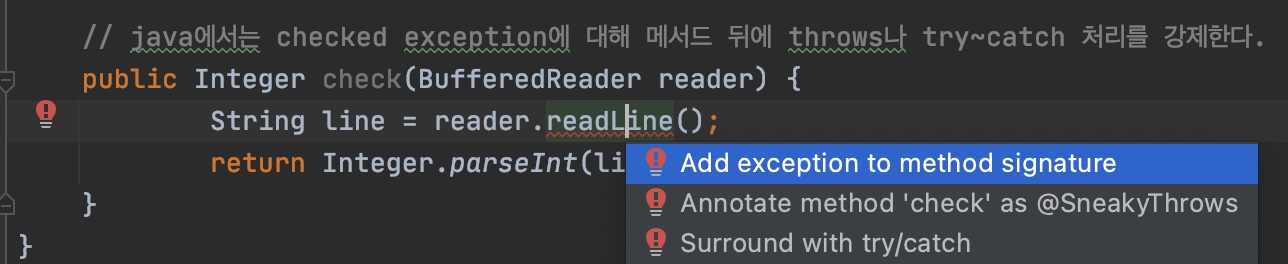 // java에서는 checked exception에 대해 메서드 뒤에 throws나 try~catch 처리를 강제한다.
public Integer check(BufferedReader reader) {
String line = reader.readLine();
return Integer.parseInt(li
Add exception to method signature
Annotate method 'check' as @SneakyThrows
Surround with try/catch
}
}